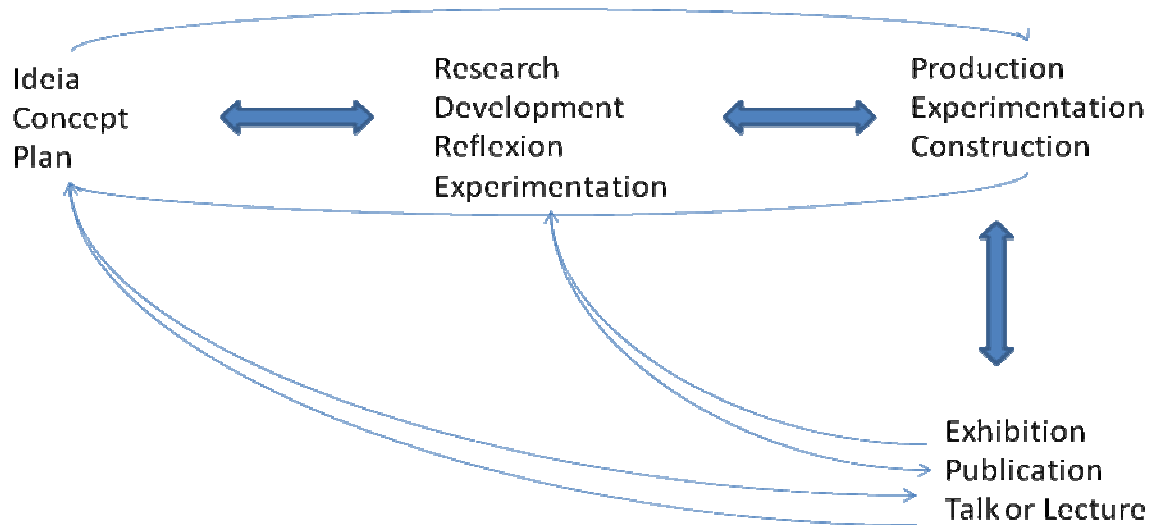 Ideia
Concept
Plan
Research
Development
Reflexion
Experimentation
Production
Experimentation
Construction
Exhibition
Publication
Talk or Lecture